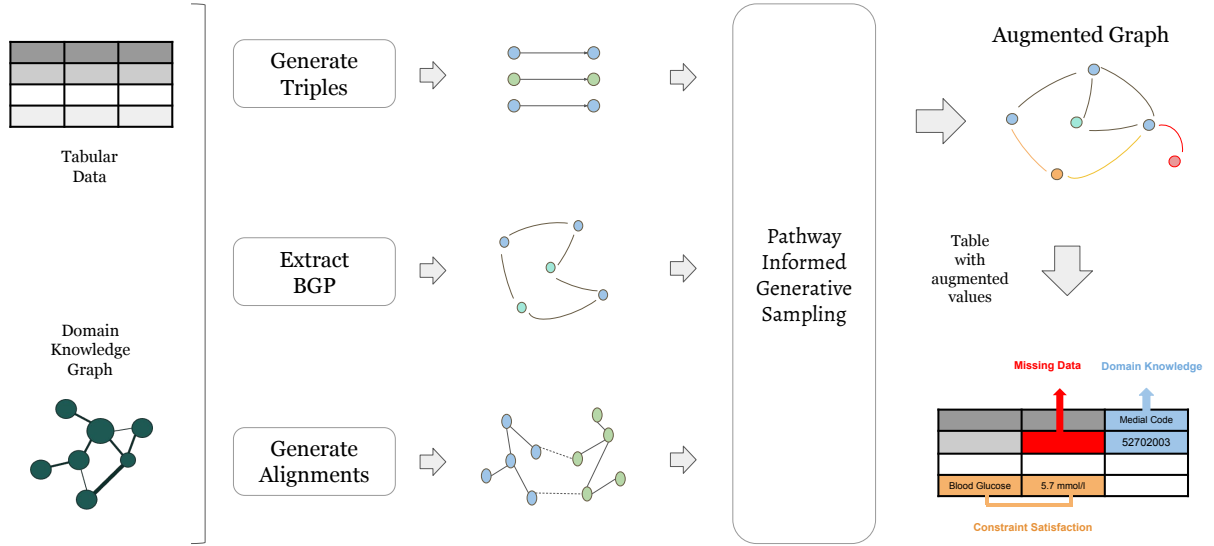 Tabular
Data
Domain
Knowledge
Graph
Generate
Triples
Extract
BGP
Generate
Alignments
Pathway
Informed
Generative
Sampling
Augmented Graph
Table
with
augmented
values
Missing Data
Domain Knowledge
Medial Code
52702003
Blood Glucose
5.7 mmol/l
Constraint Satisfaction